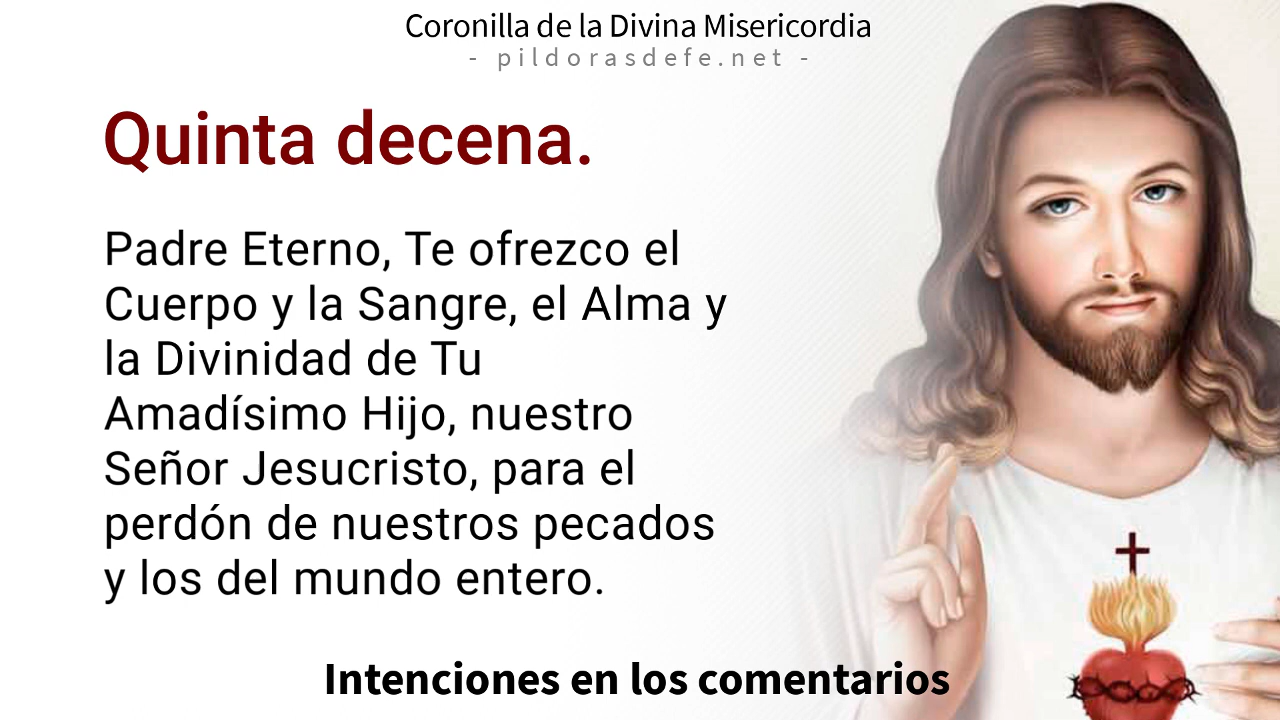 Coronilla de la Divina Misericordia
- pildorasdefe.net -
Quinta decena.
Padre Eterno, Te ofrezco el
Cuerpo y la Sangre, el Alma y
la Divinidad de Tu
Amadísimo Hijo, nuestro
Señor Jesucristo, para el
perdón de nuestros pecados
y los del mundo entero.
Intenciones en los comentarios